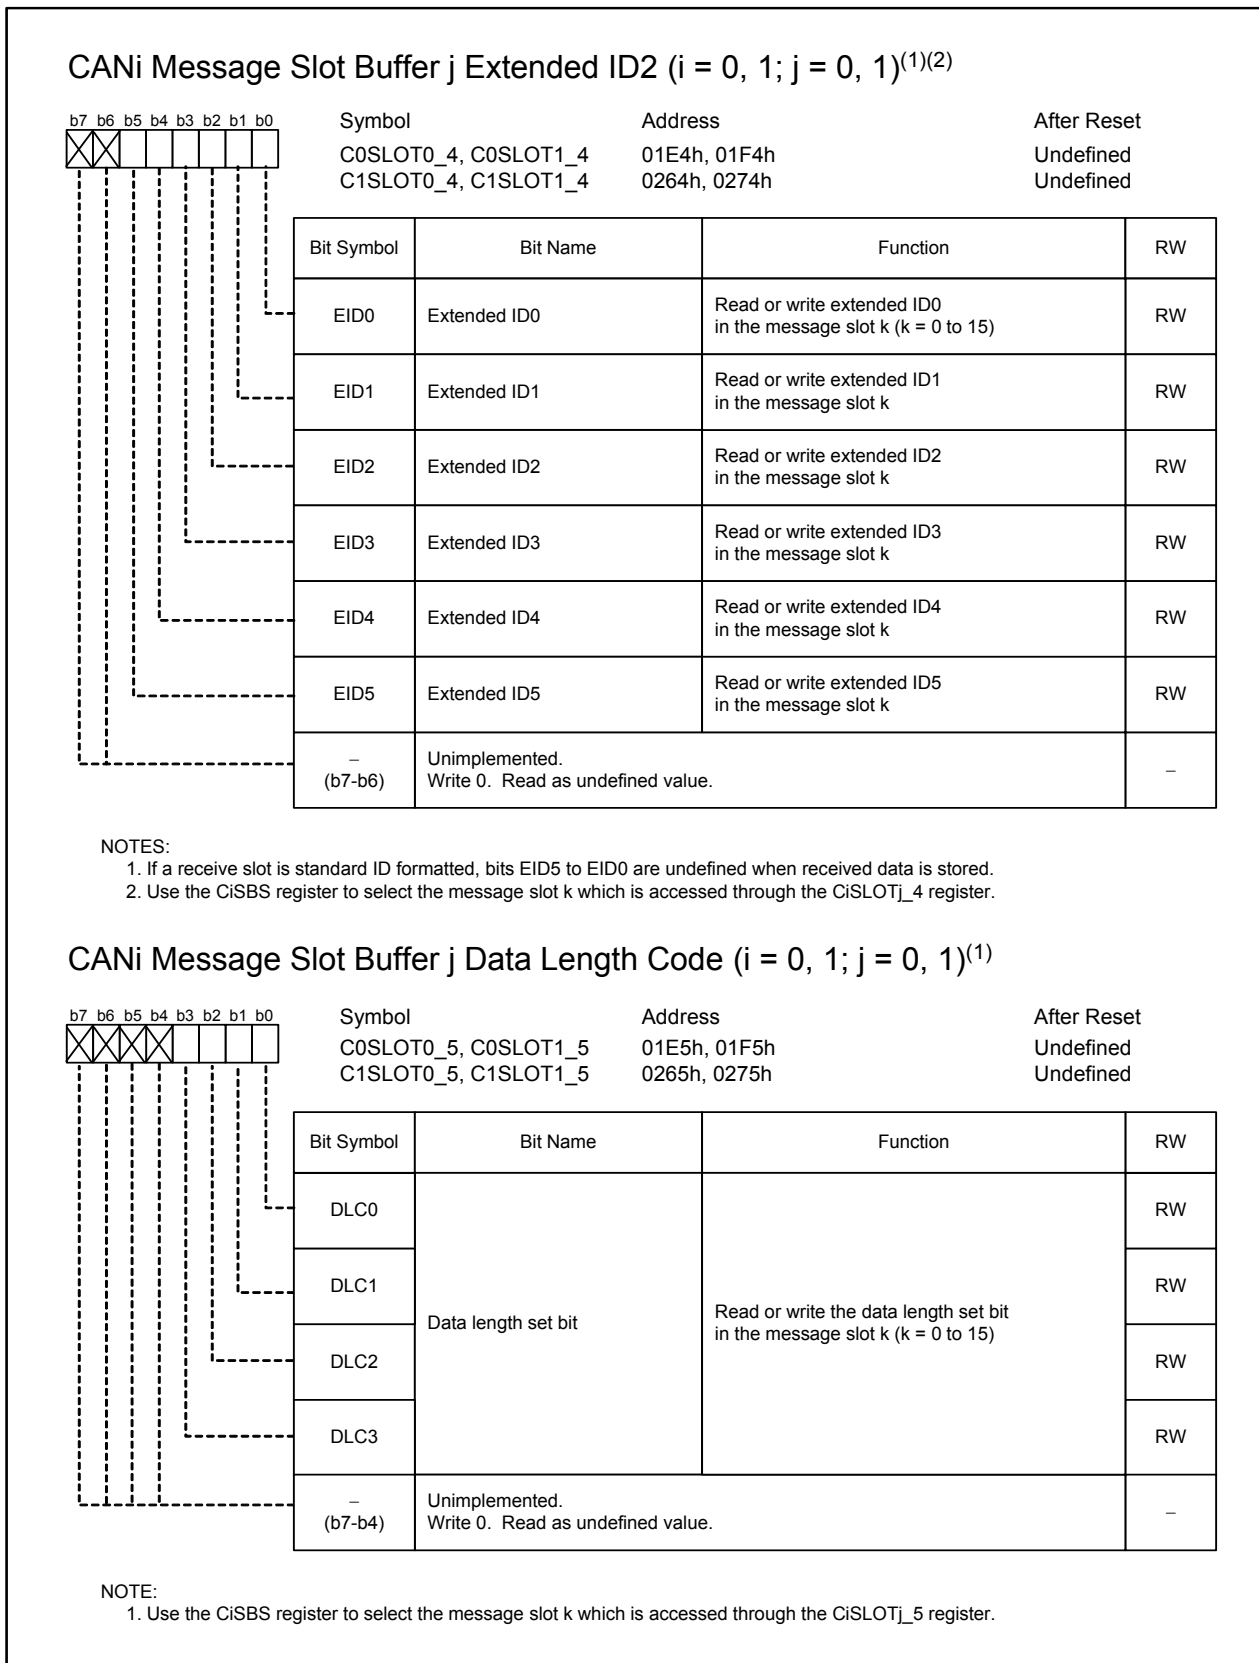 CANi Message Slot Buffer j Extended ID2 (i = 0, 1; j = 0, 1)(1)(2)
b7 b6 b5 b4 b3 b2 b1 b0
Symbol Address After Reset
C0SLOT0_4, C0SLOT1_4 01E4h, 01F4h Undefined
C1SLOT0_4, C1SLOT1_4 0264h, 0274h Undefined
Bit Symbol Bit Name Function RW
EID0 Extended ID0 Read or write extended ID0
in the message slot k (k = 0 to 15) RW
EID1 Extended ID1 Read or write extended ID1
in the message slot k RW
EID2 Extended ID2 Read or write extended ID2
in the message slot k RW
EID3 Extended ID3 Read or write extended ID3
in the message slot k RW
EID4 Extended ID4 Read or write extended ID4
in the message slot k RW
EID5 Extended ID5 Read or write extended ID5
in the message slot k RW
– Unimplemented.
(b7-b6) Write 0. Read as undefined value. –
NOTES:
1. If a receive slot is standard ID formatted, bits EID5 to EID0 are undefined when received data is stored.
2. Use the CiSBS register to select the message slot k which is accessed through the CiSLOTj_4 register.
CANi Message Slot Buffer j Data Length Code (i = 0, 1; j = 0, 1)(1)
b7 b6 b5 b4 b3 b2 b1 b0
Symbol Address After Reset
C0SLOT0_5, C0SLOT1_5 01E5h, 01F5h Undefined
C1SLOT0_5, C1SLOT1_5 0265h, 0275h Undefined
Bit Symbol Bit Name Function RW
DLC0 RW
DLC1 RW
Data length set bit Read or write the data length set bit
in the message slot k (k = 0 to 15)
DLC2 RW
DLC3 RW
– Unimplemented.
(b7-b4) Write 0. Read as undefined value. –
NOTE:
1. Use the CiSBS register to select the message slot k which is accessed through the CiSLOTj_5 register.